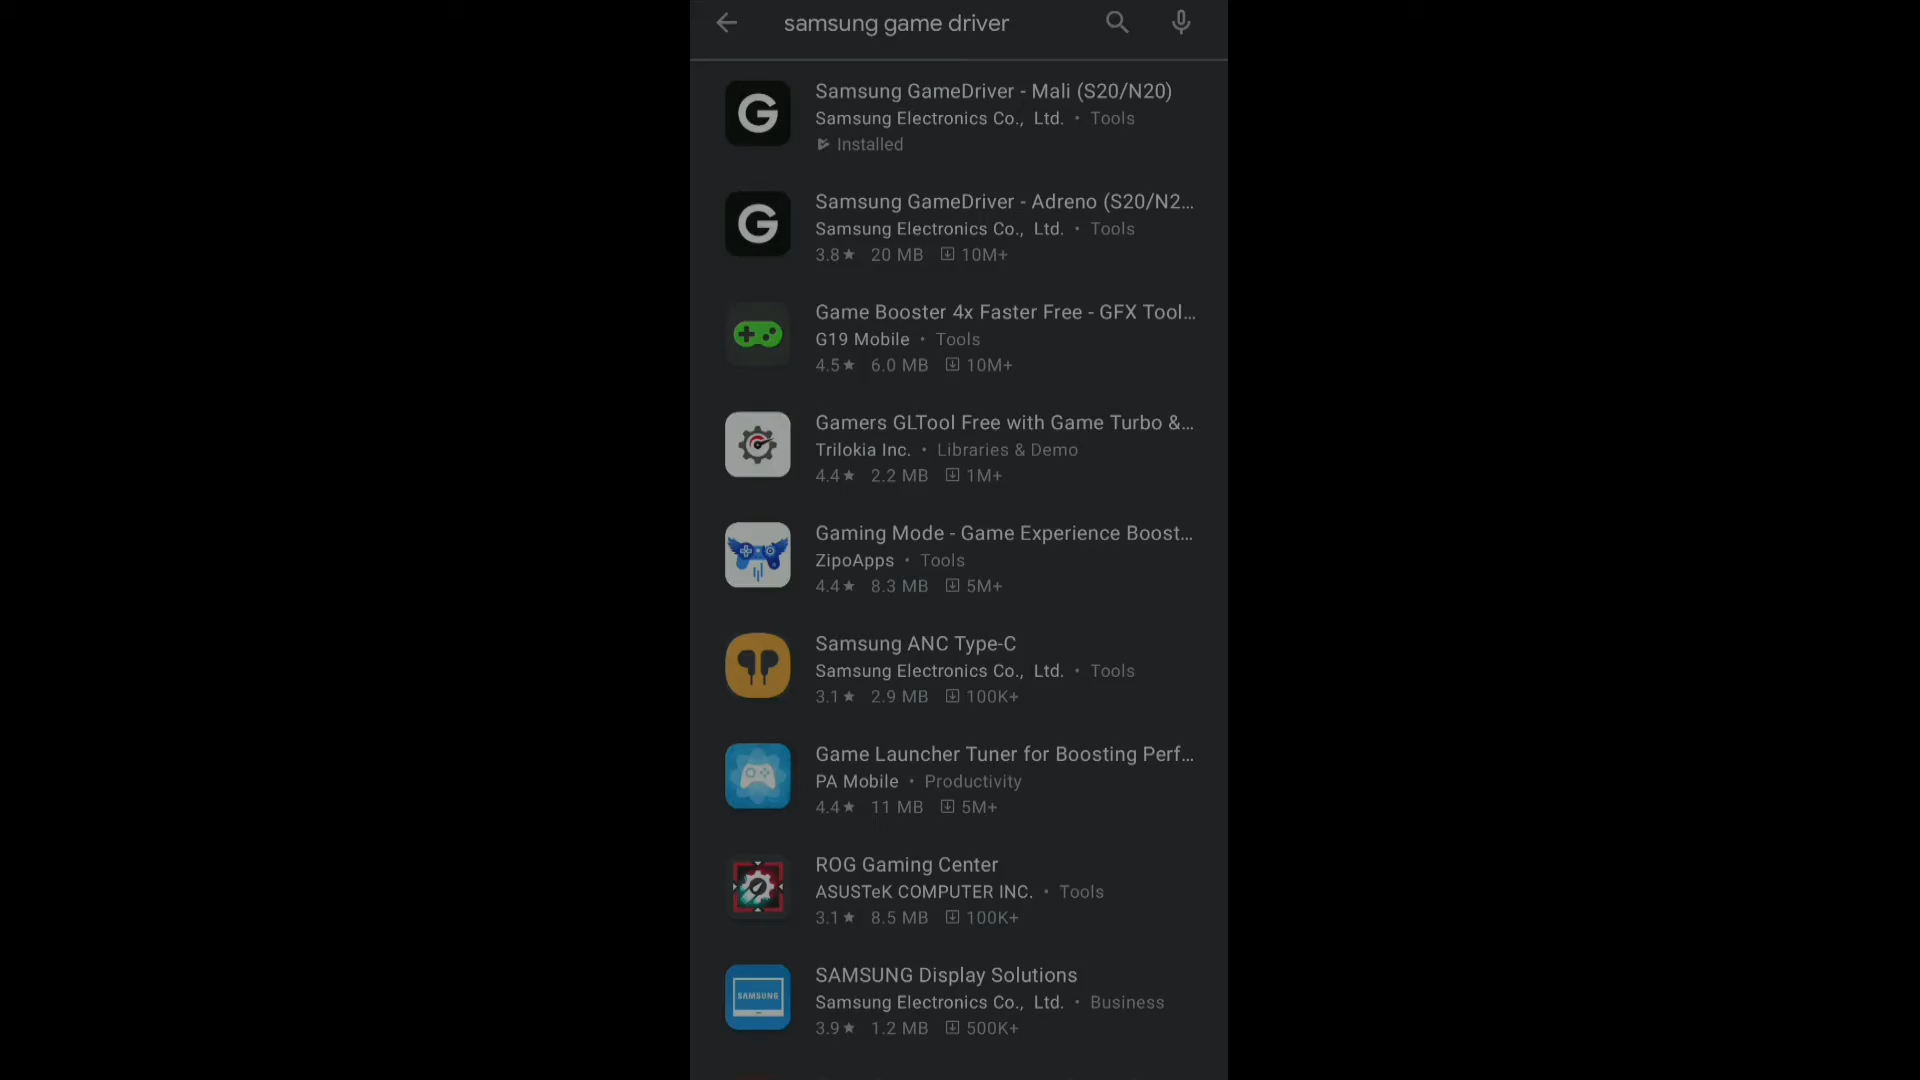 samsung game driver
Samsung GameDriver - Mali (S20/N20)
Samsung Electronics Co., Ltd. • Tools
Installed
Samsung GameDriver - Adreno (S20/N2...
Samsung Electronics Co., Ltd. • Tools
3.8★ 20 MB 10M+
Game Booster 4x Faster Free - GFX Tool...
G19 Mobile • Tools
4.5★ 6.0 MB 10M+
Gamers GLTool Free with Game Turbo &...
Trilokia Inc. • Libraries & Demo
4.4★ 2.2 MB 1M+
Gaming Mode - Game Experience Boost...
ZipoApps • Tools
4.4★ 8.3 MB 5M+
Samsung ANC Type-C
Samsung Electronics Co., Ltd. • Tools
3.1★ 2.9 MB 100K+
Game Launcher Tuner for Boosting Perf...
PA Mobile • Productivity
4.4★ 11 MB 5M+
ROG Gaming Center
ASUSTeK COMPUTER INC. • Tools
3.1★ 8.5 MB 100K+
SAMSUNG
SAMSUNG Display Solutions
Samsung Electronics Co., Ltd. • Business
3.9★ 1.2 MB 500K+